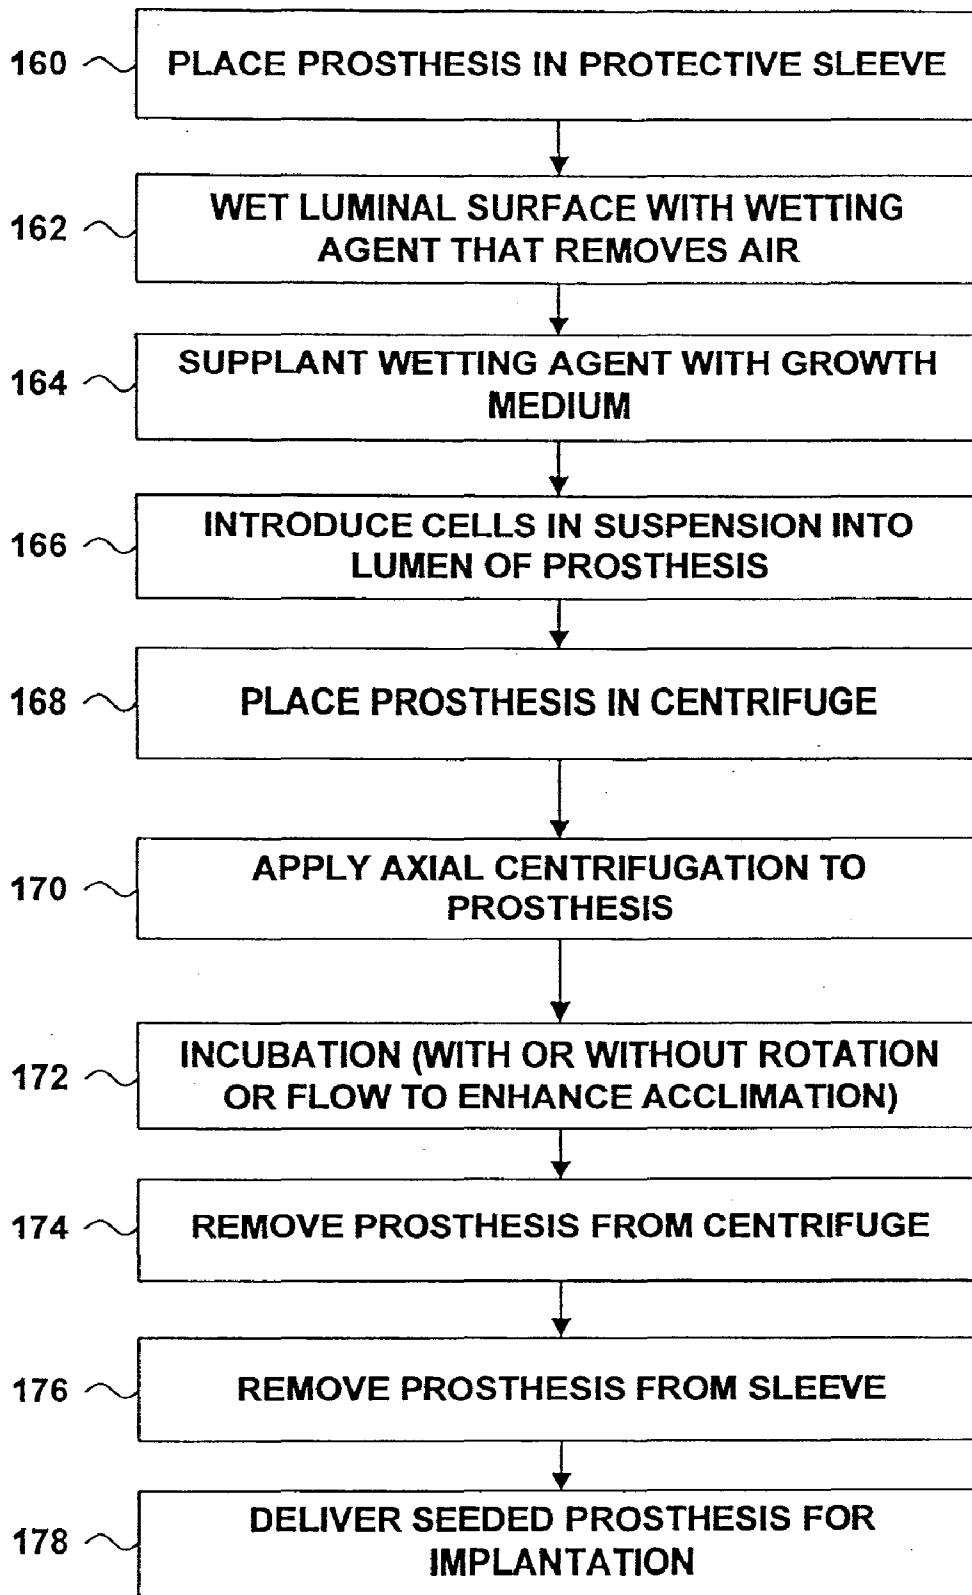 160 PLACE PROSTHESIS IN PROTECTIVE SLEEVE
162 WET LUMINAL SURFACE WITH WETTING
AGENT THAT REMOVES AIR
164 SUPPLANT WETTING AGENT WITH GROWTH
MEDIUM
166 INTRODUCE CELLS IN SUSPENSION INTO
LUMEN OF PROSTHESIS
168 PLACE PROSTHESIS IN CENTRIFUGE
170 APPLY AXIAL CENTRIFUGATION TO
PROSTHESIS
172 INCUBATION (WITH OR WITHOUT ROTATION
OR FLOW TO ENHANCE ACCLIMATION)
174 REMOVE PROSTHESIS FROM CENTRIFUGE
176 REMOVE PROSTHESIS FROM SLEEVE
178 DELIVER SEEDED PROSTHESIS FOR
IMPLANTATION